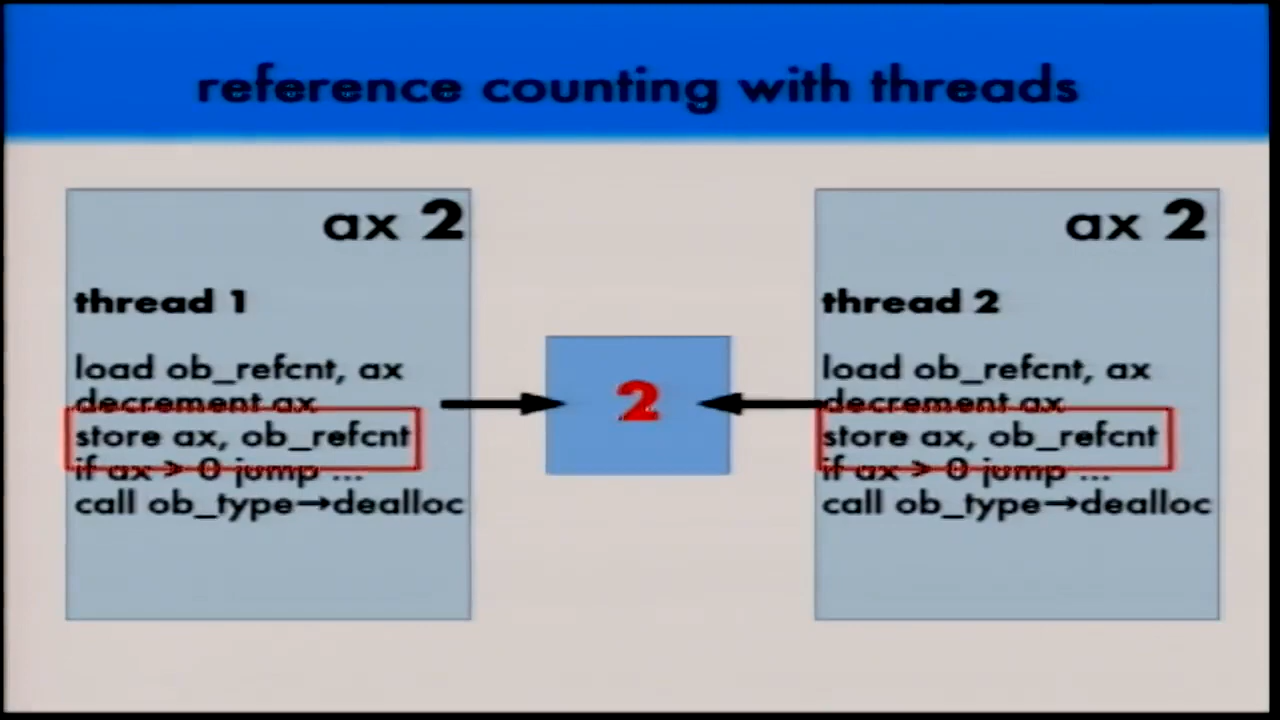 reference counting with threads
ax 2
thread 1
load ob_refcnt, ax
decrement ax
store ax, ob_refcnt
if ax > 0 jump ...
call ob_type→dealloc
2
ax 2
thread 2
load ob_refcnt, ax
decrement ax
store ax, ob_refcnt
if ax > 0 jump ...
call ob_type→dealloc